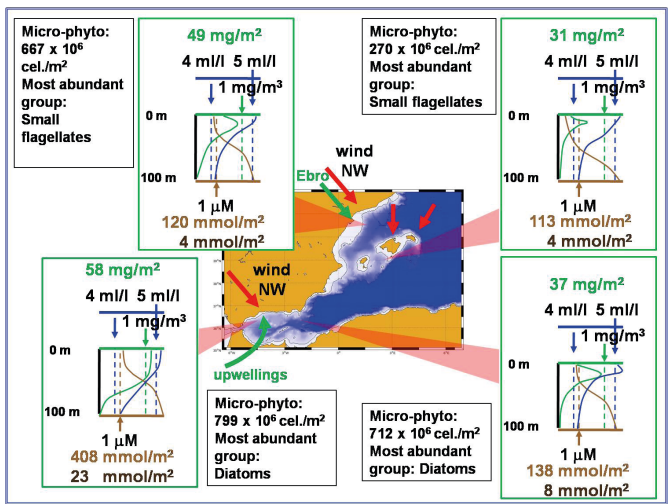 Micro-phyto:
667 x 10⁶
cel./m²
Most abundant
group:
Small
flagellates
49 mg/m²
4 ml/l 5 ml/l
1 mg/m³
0 m
100 m
1 µM
120 mmol/m²
4 mmol/m²
Micro-phyto:
270 x 10⁶ cel./m²
Most abundant
group:
Small flagellates
31 mg/m²
4 ml/l 5 ml/l
1 mg/m³
0 m
100 m
1 µM
113 mmol/m²
4 mmol/m²
wind
NW
Ebro
wind
NW
upwellings
58 mg/m²
4 ml/l 5 ml/l
1 mg/m³
0 m
100 m
1 µM
408 mmol/m²
23 mmol/m²
Micro-phyto:
799 x 10⁶ cel./m²
Most abundant
group:
Diatoms
Micro-phyto:
712 x 10⁶ cel./m²
Most abundant
group: Diatoms
37 mg/m²
4 ml/l 5 ml/l
1 mg/m³
0 m
100 m
1 µM
138 mmol/m²
8 mmol/m²